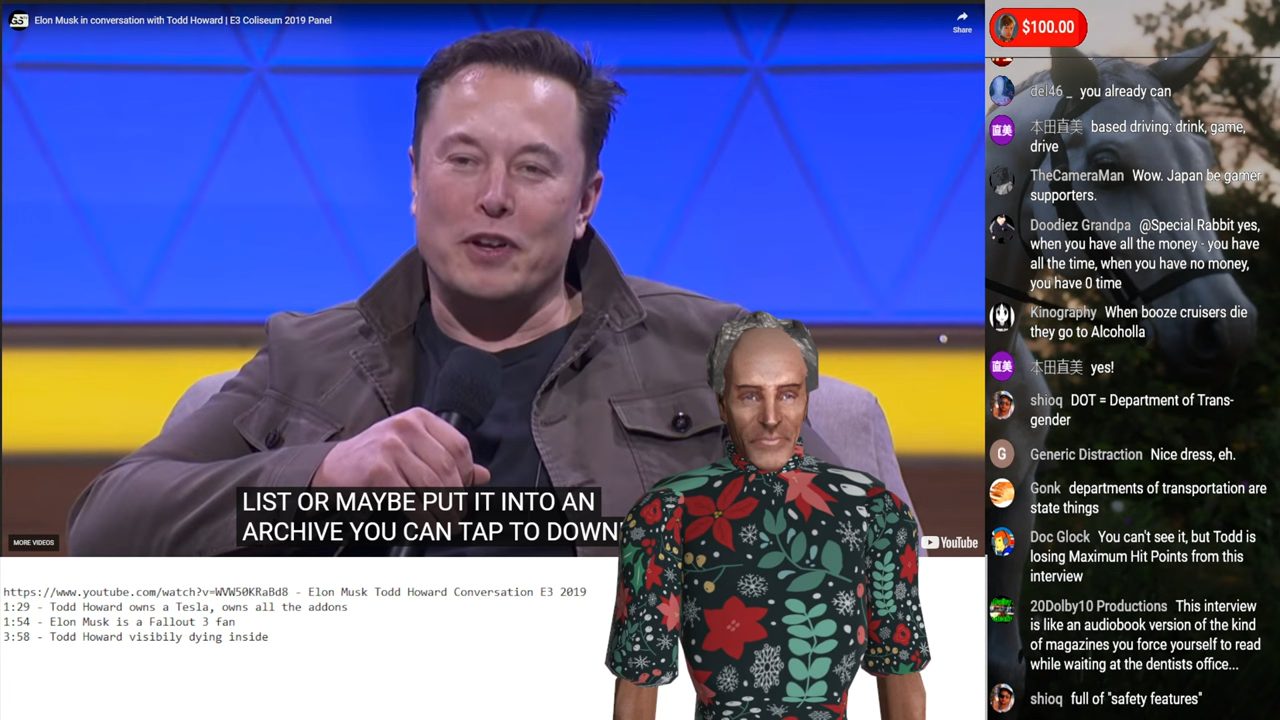 Elon Musk in conversation with Todd Howard | E3 Coliseum 2019 Panel
Share
LIST OR MAYBE PUT IT INTO AN
ARCHIVE YOU CAN TAP TO DOWN
MORE VIDEOS
YouTube
https://www.youtube.com/watch?v=WVW50KRaBd8 - Elon Musk Todd Howard Conversation E3 2019
1:29 - Todd Howard owns a Tesla, owns all the addons
1:54 - Elon Musk is a Fallout 3 fan
3:58 - Todd Howard visibily dying inside
$100.00
del46 _ you already can
直美
本田直美 based driving: drink, game,
drive
TheCameraMan Wow. Japan be gamer
supporters.
Doodiez Grandpa @Special Rabbit yes,
when you have all the money - you have
all the time, when you have no money,
you have 0 time
Kinography When booze cruisers die
they go to Alcoholla
直美
本田直美 yes!
shioq DOT = Department of Trans-
gender
G
Generic Distraction Nice dress, eh.
Gonk departments of transportation are
state things
Doc Glock You can't see it, but Todd is
losing Maximum Hit Points from this
interview
20Dolby10 Productions This interview
is like an audiobook version of the kind
of magazines you force yourself to read
while waiting at the dentists office...
shioq full of "safety features"